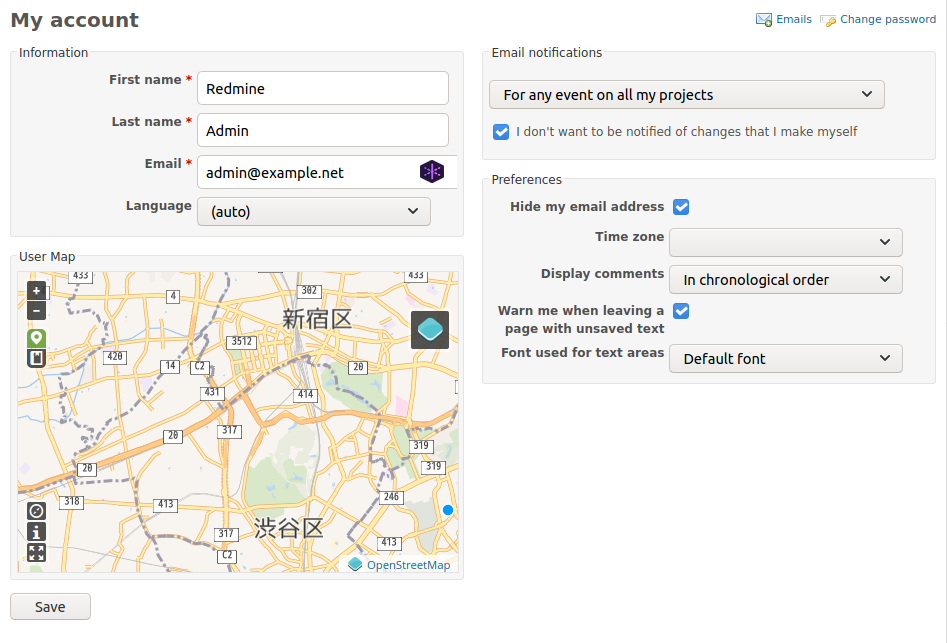 My account
Emails Change password
Information
First name *
Redmine
Last name *
Admin
Email *
admin@example.net
Language
(auto)
User Map
433
433
302
4
新宿区
3512
420
14
C2
20
431
414
317
20
319
319
20
246
318
413
317
渋谷区
413
C2
+
−
i
OpenStreetMap
Save
Email notifications
For any event on all my projects
I don't want to be notified of changes that I make myself
Preferences
Hide my email address
Time zone
Display comments
In chronological order
Warn me when leaving a
page with unsaved text
Font used for text areas
Default font